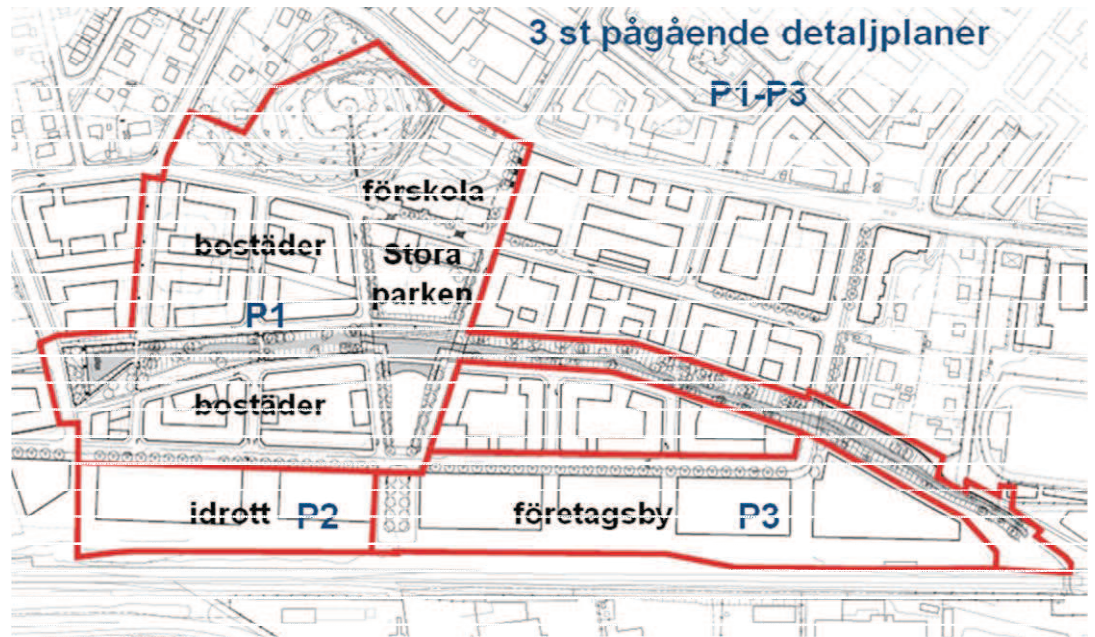 3 st pågående detaljplaner
P1-P3
förskola
bostäder
Stora
parken
P1
bostäder
idrott P2
företagsby P3